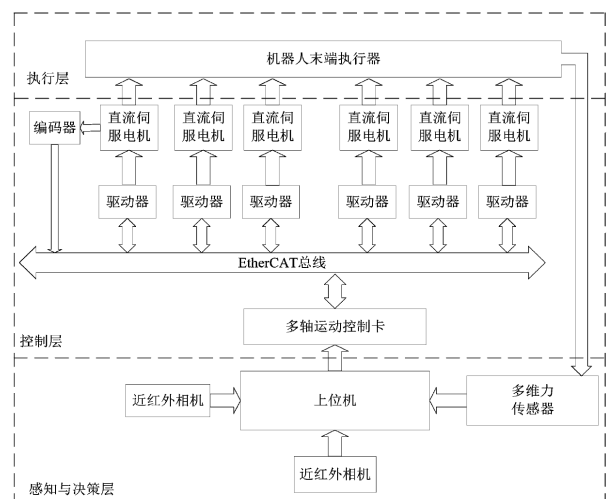 机器人末端执行器
执行层
编码器
直流伺
服电机
直流伺
服电机
直流伺
服电机
直流伺
服电机
直流伺
服电机
直流伺
服电机
驱动器
驱动器
驱动器
驱动器
驱动器
驱动器
EtherCAT总线
多轴运动控制卡
控制层
近红外相机
上位机
多维力
传感器
近红外相机
感知与决策层